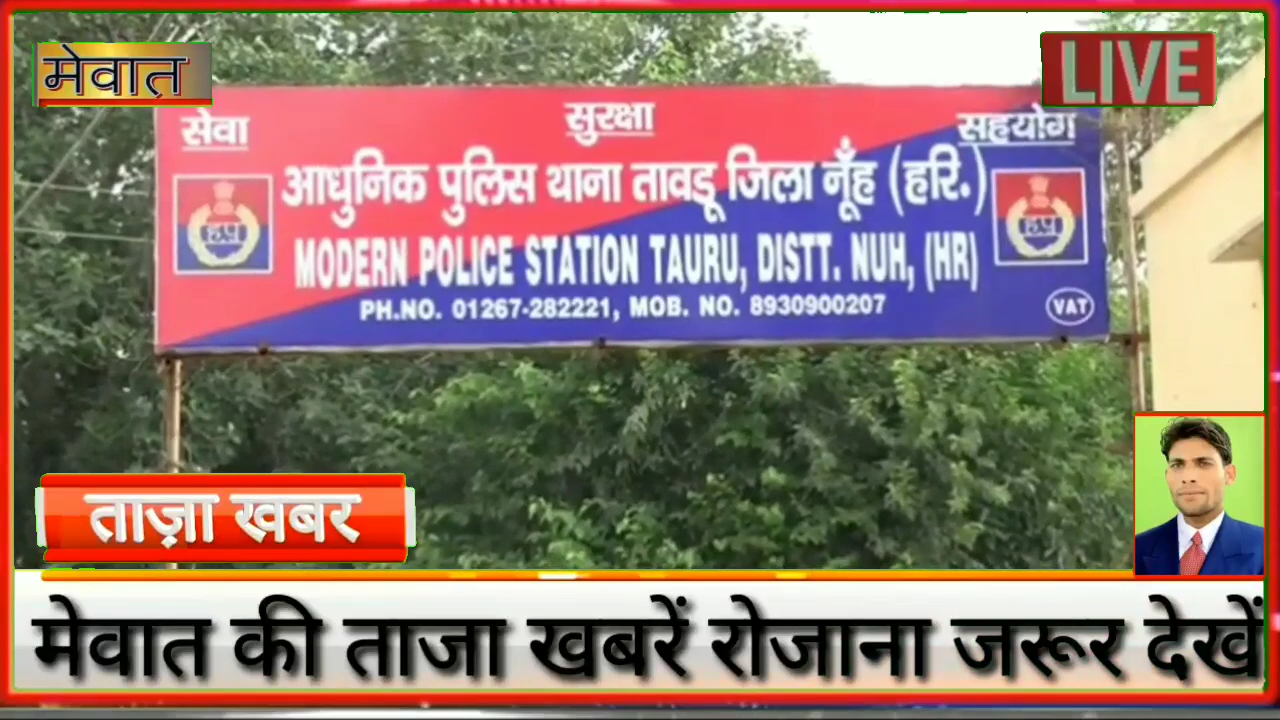 मेवात
LIVE
सेवा
सुरक्षा
सहयोग
आधुनिक पुलिस थाना तावडू जिला नूँह (हरि.)
ह.पु.
ह.पु.
MODERN POLICE STATION TAURU, DISTT. NUH, (HR)
PH.NO. 01267-282221, MOB. NO. 8930900207
VAT
ताज़ा खबर
मेवात की ताजा खबरें रोजाना जरूर देखें